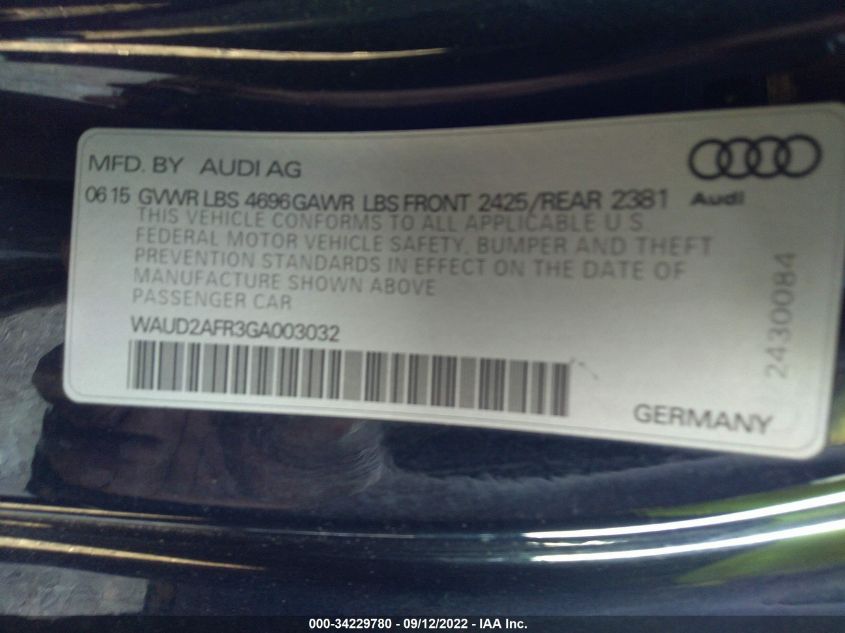 MFD. BY AUDI AG
Audi
06 15 GVWR LBS 4696 GAWR LBS FRONT 2425/REAR 2381
THIS VEHICLE CONFORMS TO ALL APPLICABLE U S
FEDERAL MOTOR VEHICLE SAFETY, BUMPER AND THEFT
PREVENTION STANDARDS IN EFFECT ON THE DATE OF
MANUFACTURE SHOWN ABOVE
PASSENGER CAR
WAUD2AFR3GA003032
2430084
GERMANY
000-34229780 - 09/12/2022 - IAA Inc.